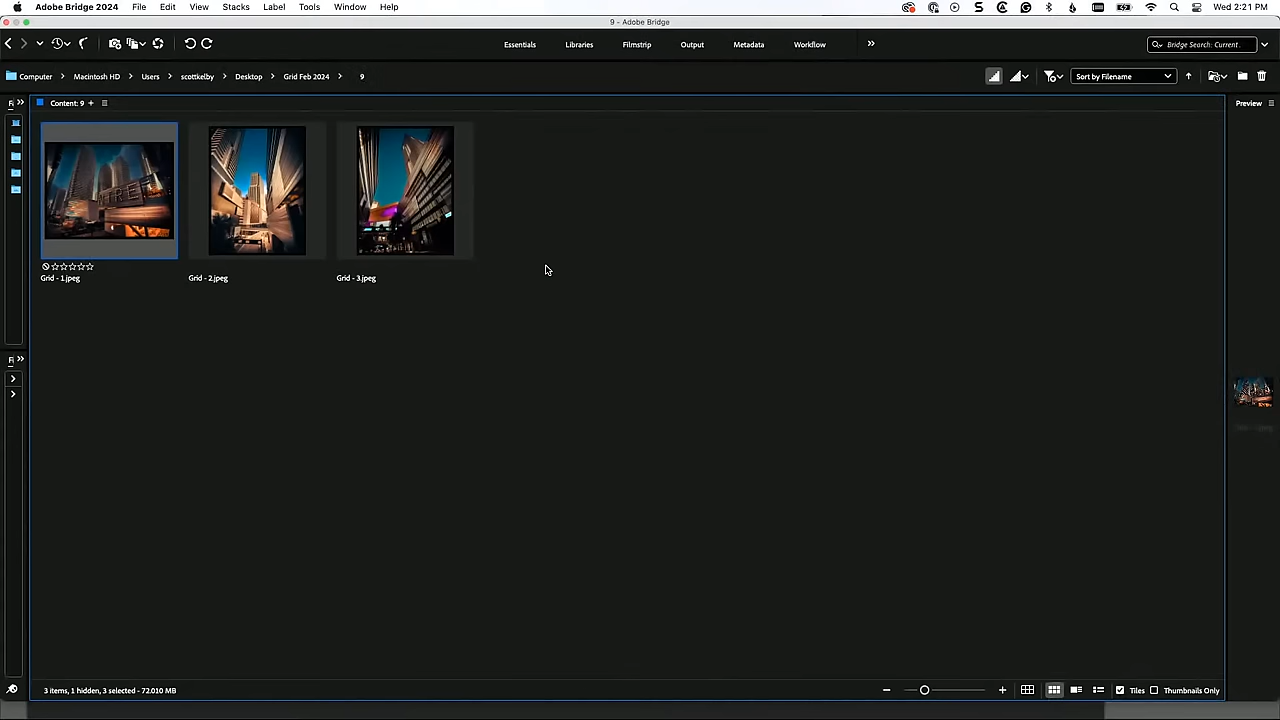 Adobe Bridge 2024 File Edit View Stacks Label Tools Window Help Wed 2:21 PM
9 - Adobe Bridge
Essentials Libraries Filmstrip Output Metadata Workflow Bridge Search: Current
Computer Macintosh HD Users scottkelby Desktop Grid Feb 2024 9 Sort by Filename
Content: 9 Preview
Grid - 1.jpeg Grid - 2.jpeg Grid - 3.jpeg
3 items, 1 hidden, 3 selected - 72.010 MB Tiles Thumbnails Only